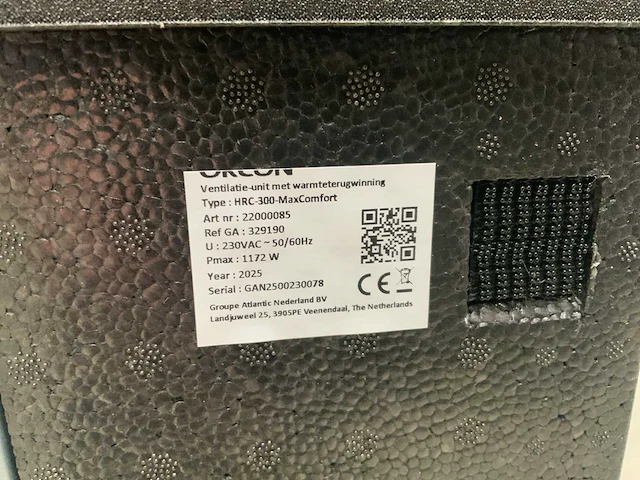 ORCON
Ventilatie-unit met warmteterugwinning
Type : HRC-300-MaxComfort
Art nr : 22000085
Ref GA : 329190
U : 230VAC ~ 50/60Hz
Pmax : 1172 W
Year : 2025
Serial : GAN2500230078
CE
Groupe Atlantic Nederland BV
Landjuweel 25, 3905PE Veenendaal, The Netherlands